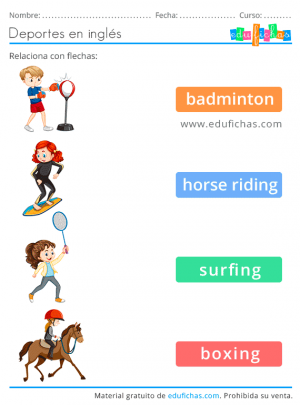 Nombre: Fecha: Curso:
Deportes en inglés
edufichas
Relaciona con flechas:
badminton
www.edufichas.com
horse riding
surfing
boxing
Material gratuito de edufichas.com. Prohibida su venta.